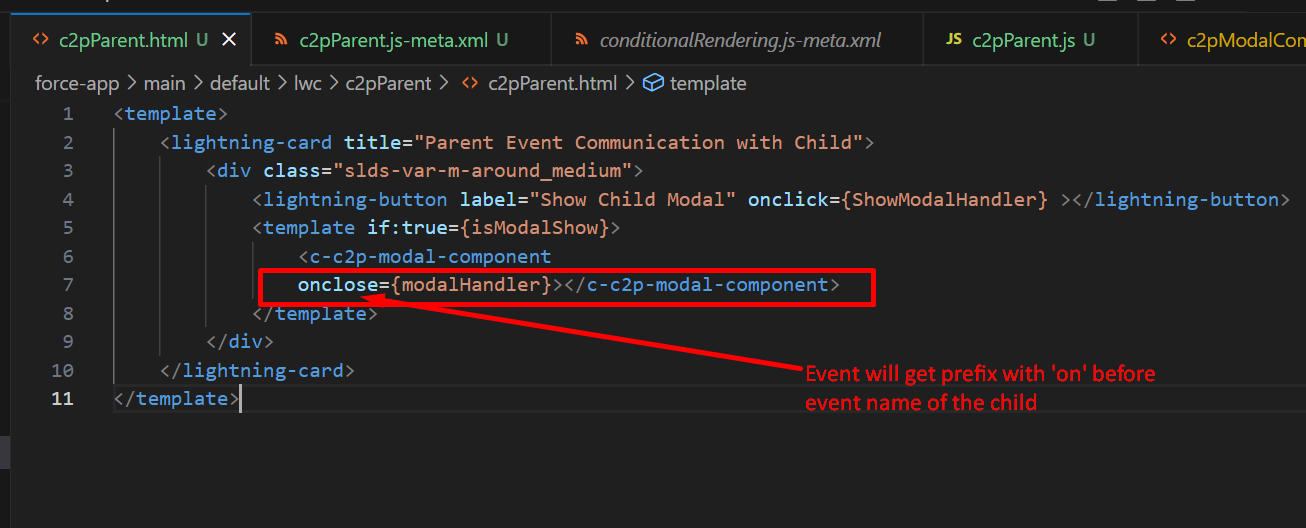 c2pParent.html U
c2pParent.js-meta.xml U
conditionalRendering.js-meta.xml
JS c2pParent.js U
c2pModalCom
force-app > main > default > lwc > c2pParent > c2pParent.html > template
1 <template>
2 <lightning-card title="Parent Event Communication with Child">
3 <div class="slds-var-m-around_medium">
4 <lightning-button label="Show Child Modal" onclick={ShowModalHandler} ></lightning-button>
5 <template if:true={isModalShow}>
6 <c-c2p-modal-component
7 onclose={modalHandler}></c-c2p-modal-component>
8 </template>
9 </div>
10 </lightning-card>
11 </template>
Event will get prefix with 'on' before
event name of the child